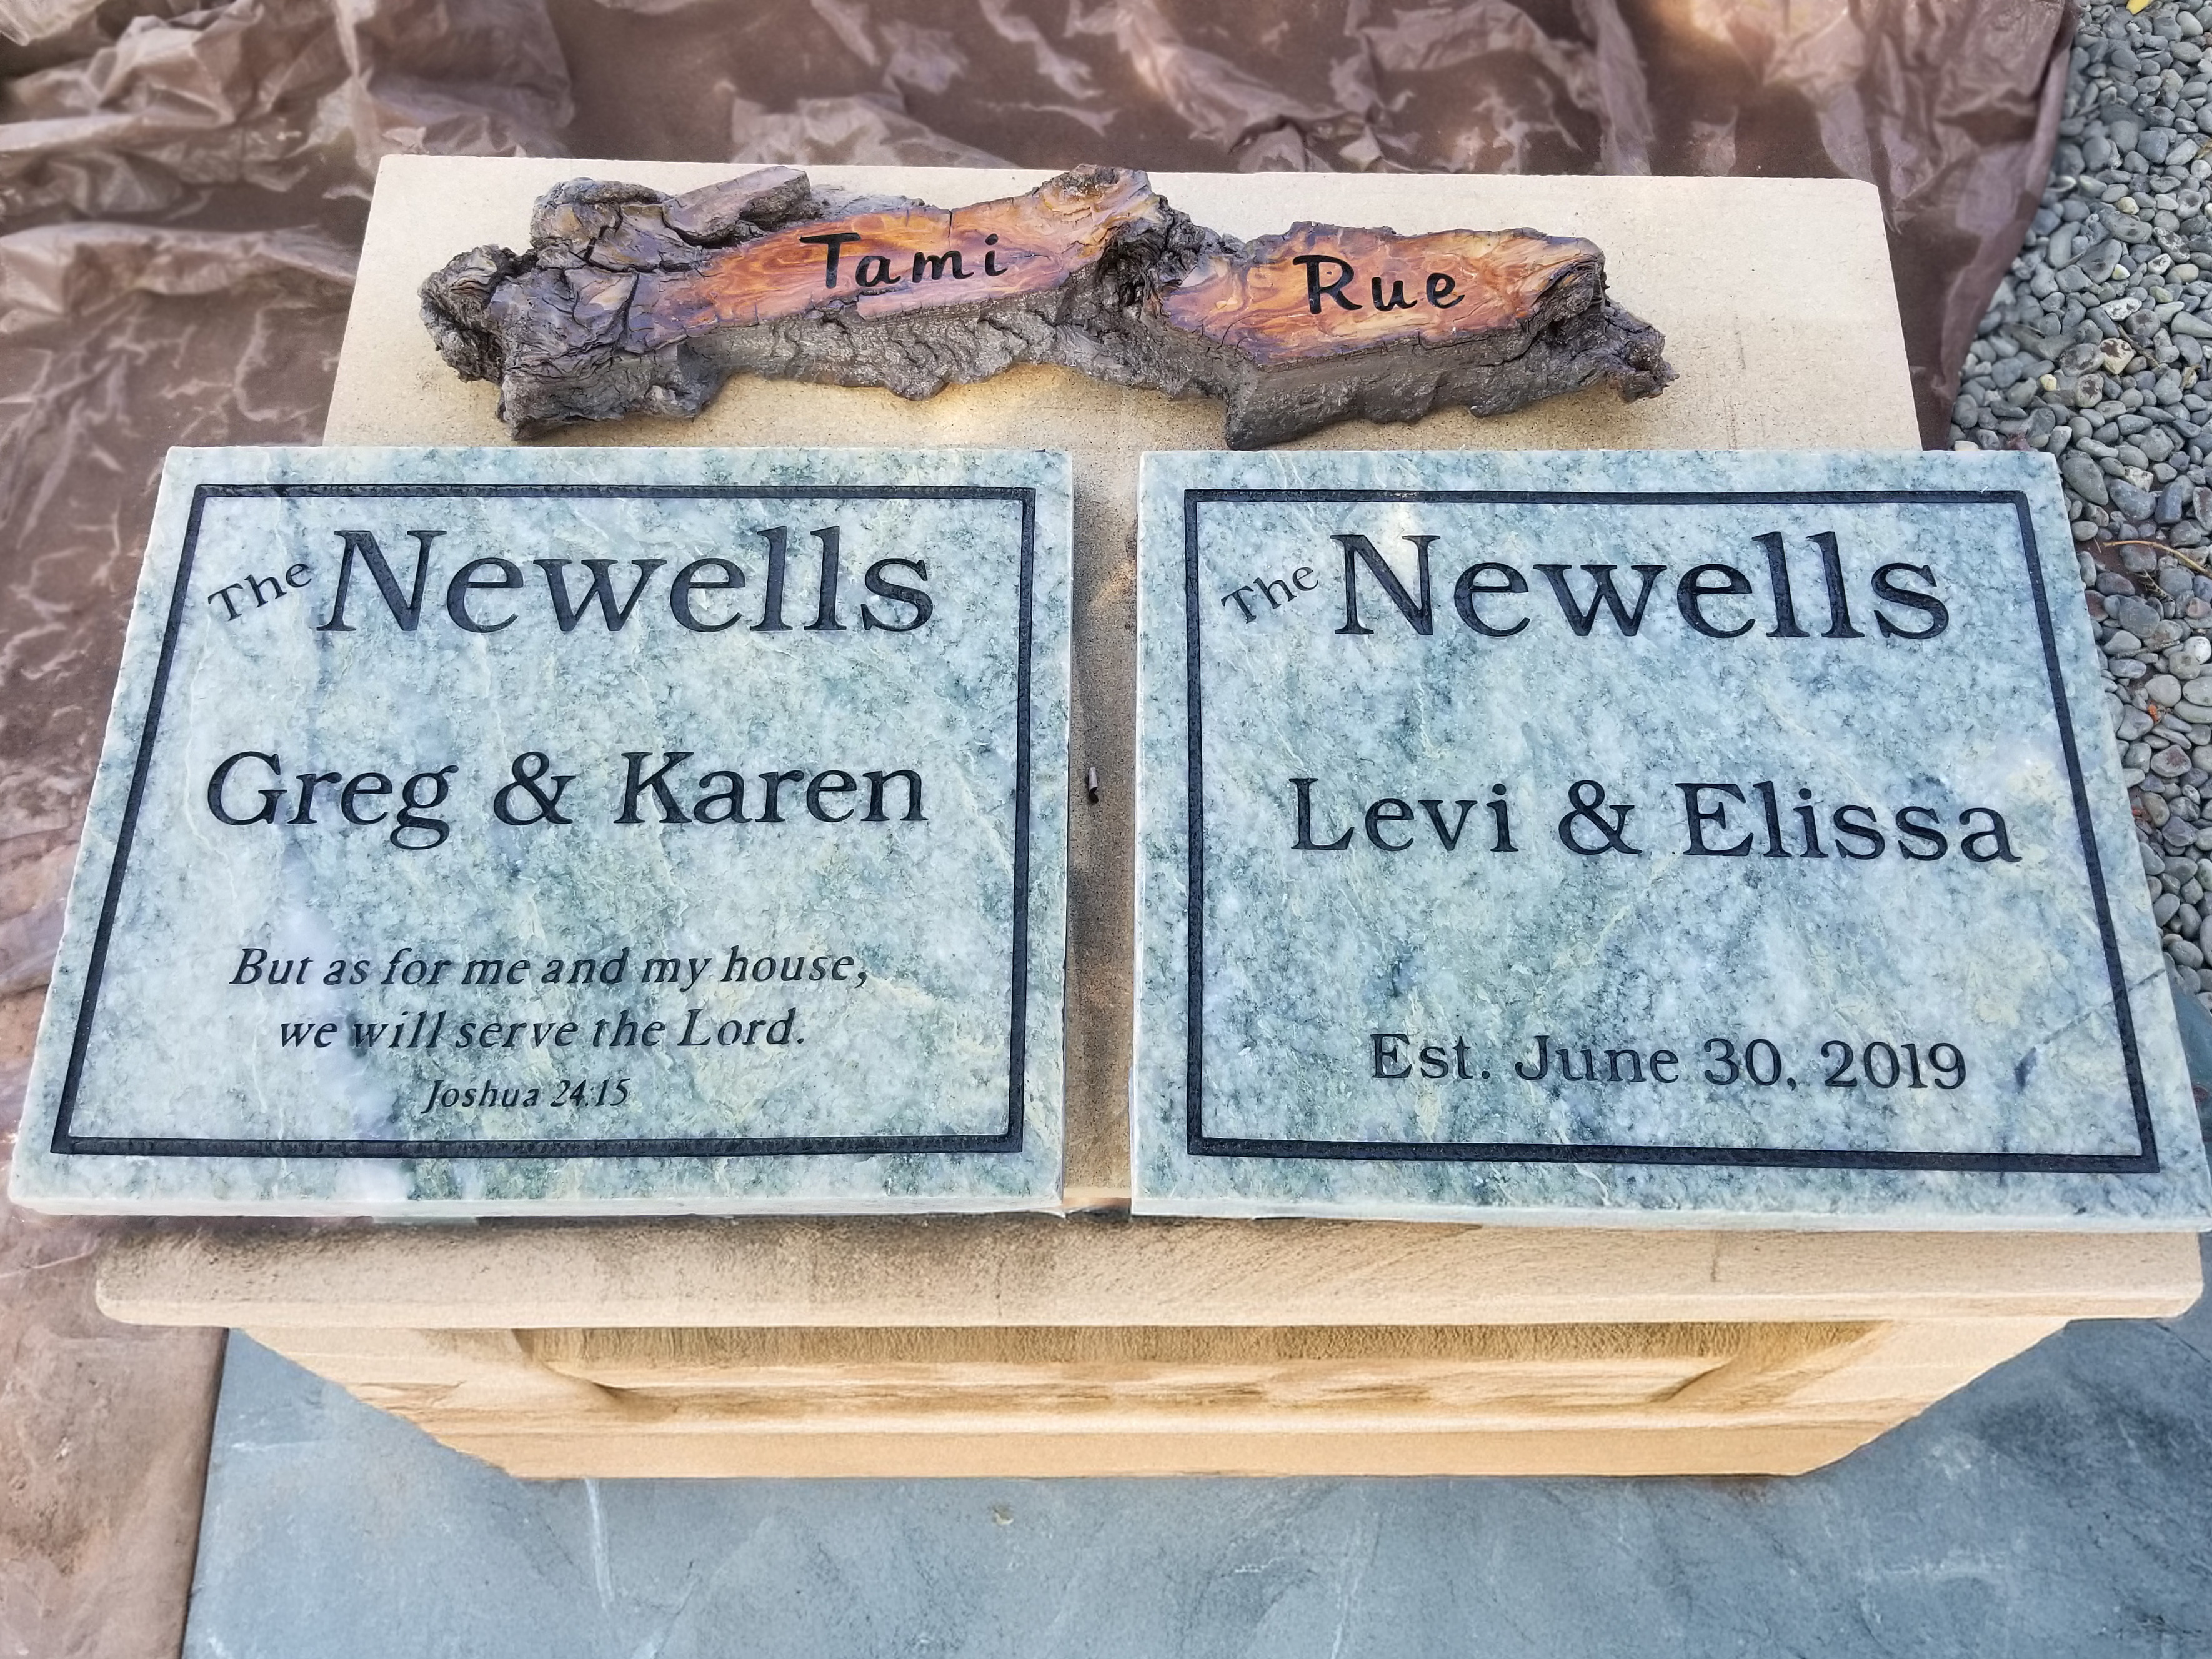 Tami Rue
The Newells
Greg & Karen
But as for me and my house,
we will serve the Lord.
Joshua 24:15
The Newells
Levi & Elissa
Est. June 30, 2019